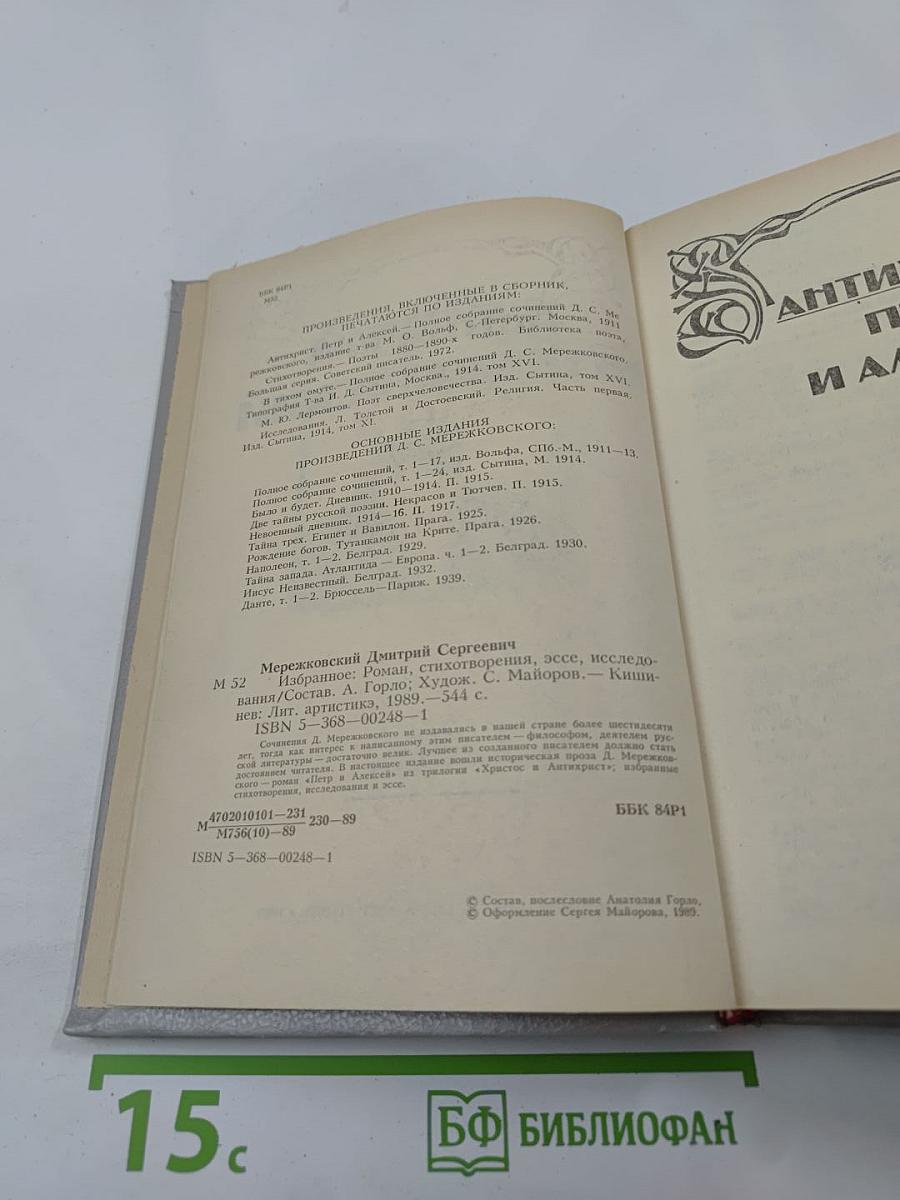 ББК 84Р1
М52
ПРОИЗВЕДЕНИЯ, ВКЛЮЧЕННЫЕ В СБОРНИК,
ПЕЧАТАЮТСЯ ПО ИЗДАНИЯМ:
Антихрист. Петр и Алексей.— Полное собрание сочинений Д. С. Ме
режковского, издание т-ва М. О. Вольф, С.-Петербург. Москва, 1911
Стихотворения.— Поэты 1880—1890-х годов. Библиотека поэта,
Большая серия. Советский писатель. 1972.
В тихом омуте.— Полное собрание сочинений Д. С. Мережковского,
Типография Т-ва И. Д. Сытина, Москва., 1914. том XVI.
М. Ю. Лермонтов. Поэт сверхчеловечества. Изд. Сытина, том XVI.
Исследования. Л. Толстой и Достоевский. Религия. Часть первая.
Изд. Сытина, 1914, том XI.
ОСНОВНЫЕ ИЗДАНИЯ
ПРОИЗВЕДЕНИЙ Д. С. МЕРЕЖКОВСКОГО:
Полное собрание сочинений, т. 1—17, изд. Вольфа, СПб.-М., 1911—13.
Полное собрание сочинений, т. 1—24, изд. Сытина, М. 1914.
Было и будет. Дневник. 1910—1914. П. 1915.
Две тайны русской поэзии. Некрасов и Тютчев. П. 1915.
Невоенный дневник. 1914—16. П. 1917.
Тайна трех. Египет и Вавилон. Прага. 1925.
Рождение богов. Тутанкамон на Крите. Прага. 1926.
Наполеон, т. 1—2. Белград. 1929.
Тайна запада. Атлантида — Европа. ч. 1—2. Белград. 1930.
Иисус Неизвестный. Белград. 1932.
Данте, т. 1—2. Брюссель—Париж. 1939.
Мережковский Дмитрий Сергеевич
М 52 Избранное: Роман, стихотворения, эссе, исследо-
вания/Состав. А. Горло; Худож. С. Майоров.— Киши-
нев: Лит. артистикэ, 1989.—544 с.
ISBN 5—368—00248—1
Сочинения Д. Мережковского не издавались в нашей стране более шестидесяти
лет, тогда как интерес к написанному этим писателем — философом, деятелем рус-
ской литературы — достаточно велик. Лучшее из созданного писателем должно стать
достоянием читателя. В настоящее издание вошли историческая проза Д. Мережков-
ского — роман «Петр и Алексей» из трилогии «Христос и Антихрист»; избранные
стихотворения, исследования и эссе.
М 4702010101—231 230—89
М756(10)—89
ББК 84Р1
ISBN 5—368—00248—1
© Состав, послесловие Анатолия Горло,
© Оформление Сергея Майорова, 1989.
АНТИХ
П
И АЛ
15 с
БФ БИБЛИОФАН